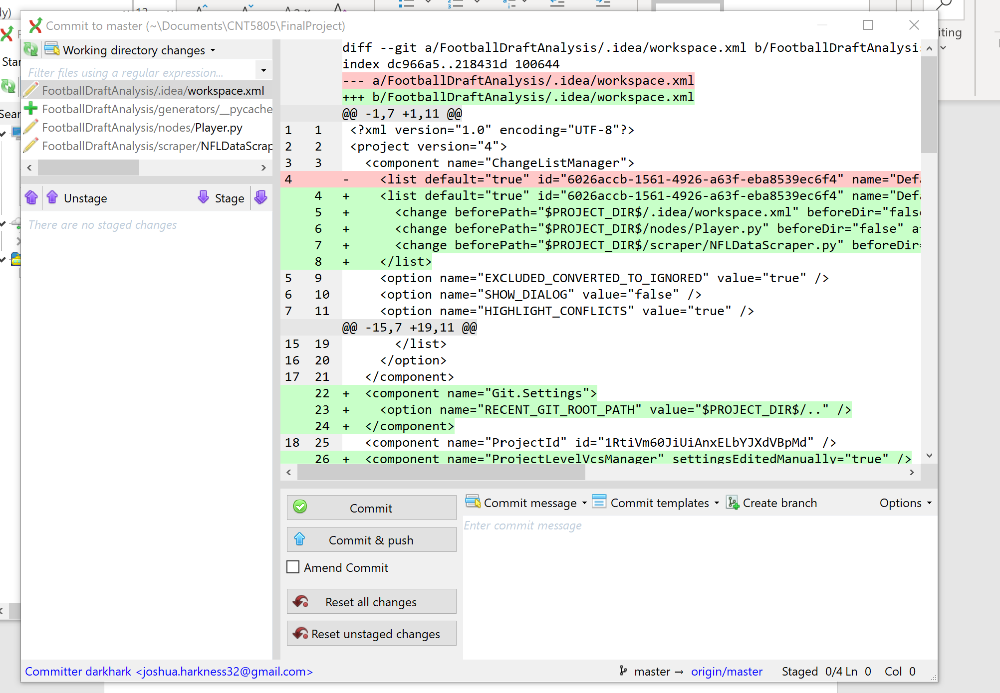 Commit to master (~\Documents\CNT5805\FinalProject)
Working directory changes
Filter files using a regular expression...
FootballDraftAnalysis/.idea/workspace.xml
FootballDraftAnalysis/generators/__pycache
FootballDraftAnalysis/nodes/Player.py
FootballDraftAnalysis/scraper/NFLDataScrap
Unstage
Stage
There are no staged changes
diff --git a/FootballDraftAnalysis/.idea/workspace.xml b/FootballDraftAnalysi
index dc966a5..218431d 100644
--- a/FootballDraftAnalysis/.idea/workspace.xml
+++ b/FootballDraftAnalysis/.idea/workspace.xml
@@ -1,7 +1,11 @@
1 1 <?xml version="1.0" encoding="UTF-8"?>
2 2 <project version="4">
3 3 <component name="ChangeListManager">
4 - <list default="true" id="6026accb-1561-4926-a63f-eba8539ec6f4" name="Defa
4 + <list default="true" id="6026accb-1561-4926-a63f-eba8539ec6f4" name="Defa
5 + <change beforePath="$PROJECT_DIR$/.idea/workspace.xml" beforeDir="fals
6 + <change beforePath="$PROJECT_DIR$/nodes/Player.py" beforeDir="false" a
7 + <change beforePath="$PROJECT_DIR$/scraper/NFLDataScraper.py" beforeDir=
8 + </list>
5 9 <option name="EXCLUDED_CONVERTED_TO_IGNORED" value="true" />
6 10 <option name="SHOW_DIALOG" value="false" />
7 11 <option name="HIGHLIGHT_CONFLICTS" value="true" />
@@ -15,7 +19,11 @@
15 19 </list>
16 20 </option>
17 21 </component>
22 + <component name="Git.Settings">
23 + <option name="RECENT_GIT_ROOT_PATH" value="$PROJECT_DIR$/.." />
24 + </component>
18 25 <component name="ProjectId" id="1RtiVm60JiUiAnxELbYJXdVBpMd" />
26 + <component name="ProjectLevelVcsManager" settingsEditedManually="true" />
Commit
Commit & push
Amend Commit
Reset all changes
Reset unstaged changes
Commit message
Commit templates
Create branch
Options
Enter commit message
Committer darkhark <joshua.harkness32@gmail.com>
master → origin/master
Staged 0/4 Ln 0 Col 0
Star
Sear
iting